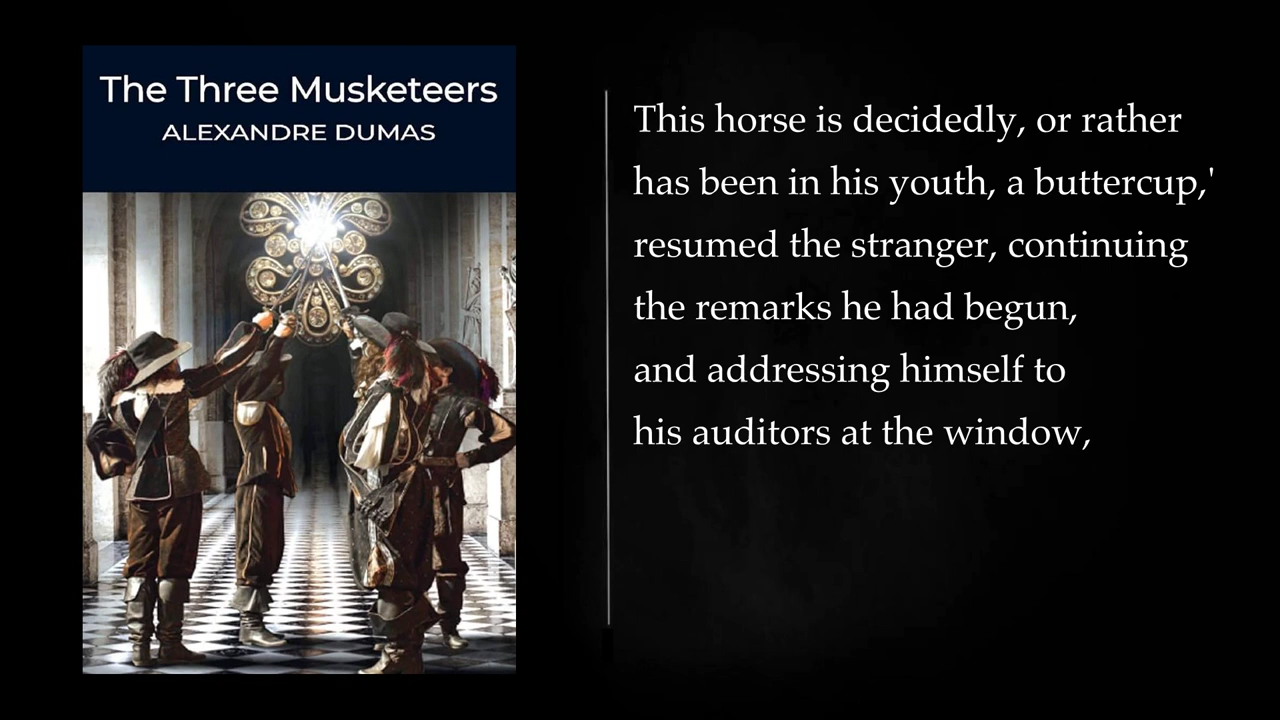 The Three Musketeers
ALEXANDRE DUMAS
This horse is decidedly, or rather
has been in his youth, a buttercup,'
resumed the stranger, continuing
the remarks he had begun,
and addressing himself to
his auditors at the window,